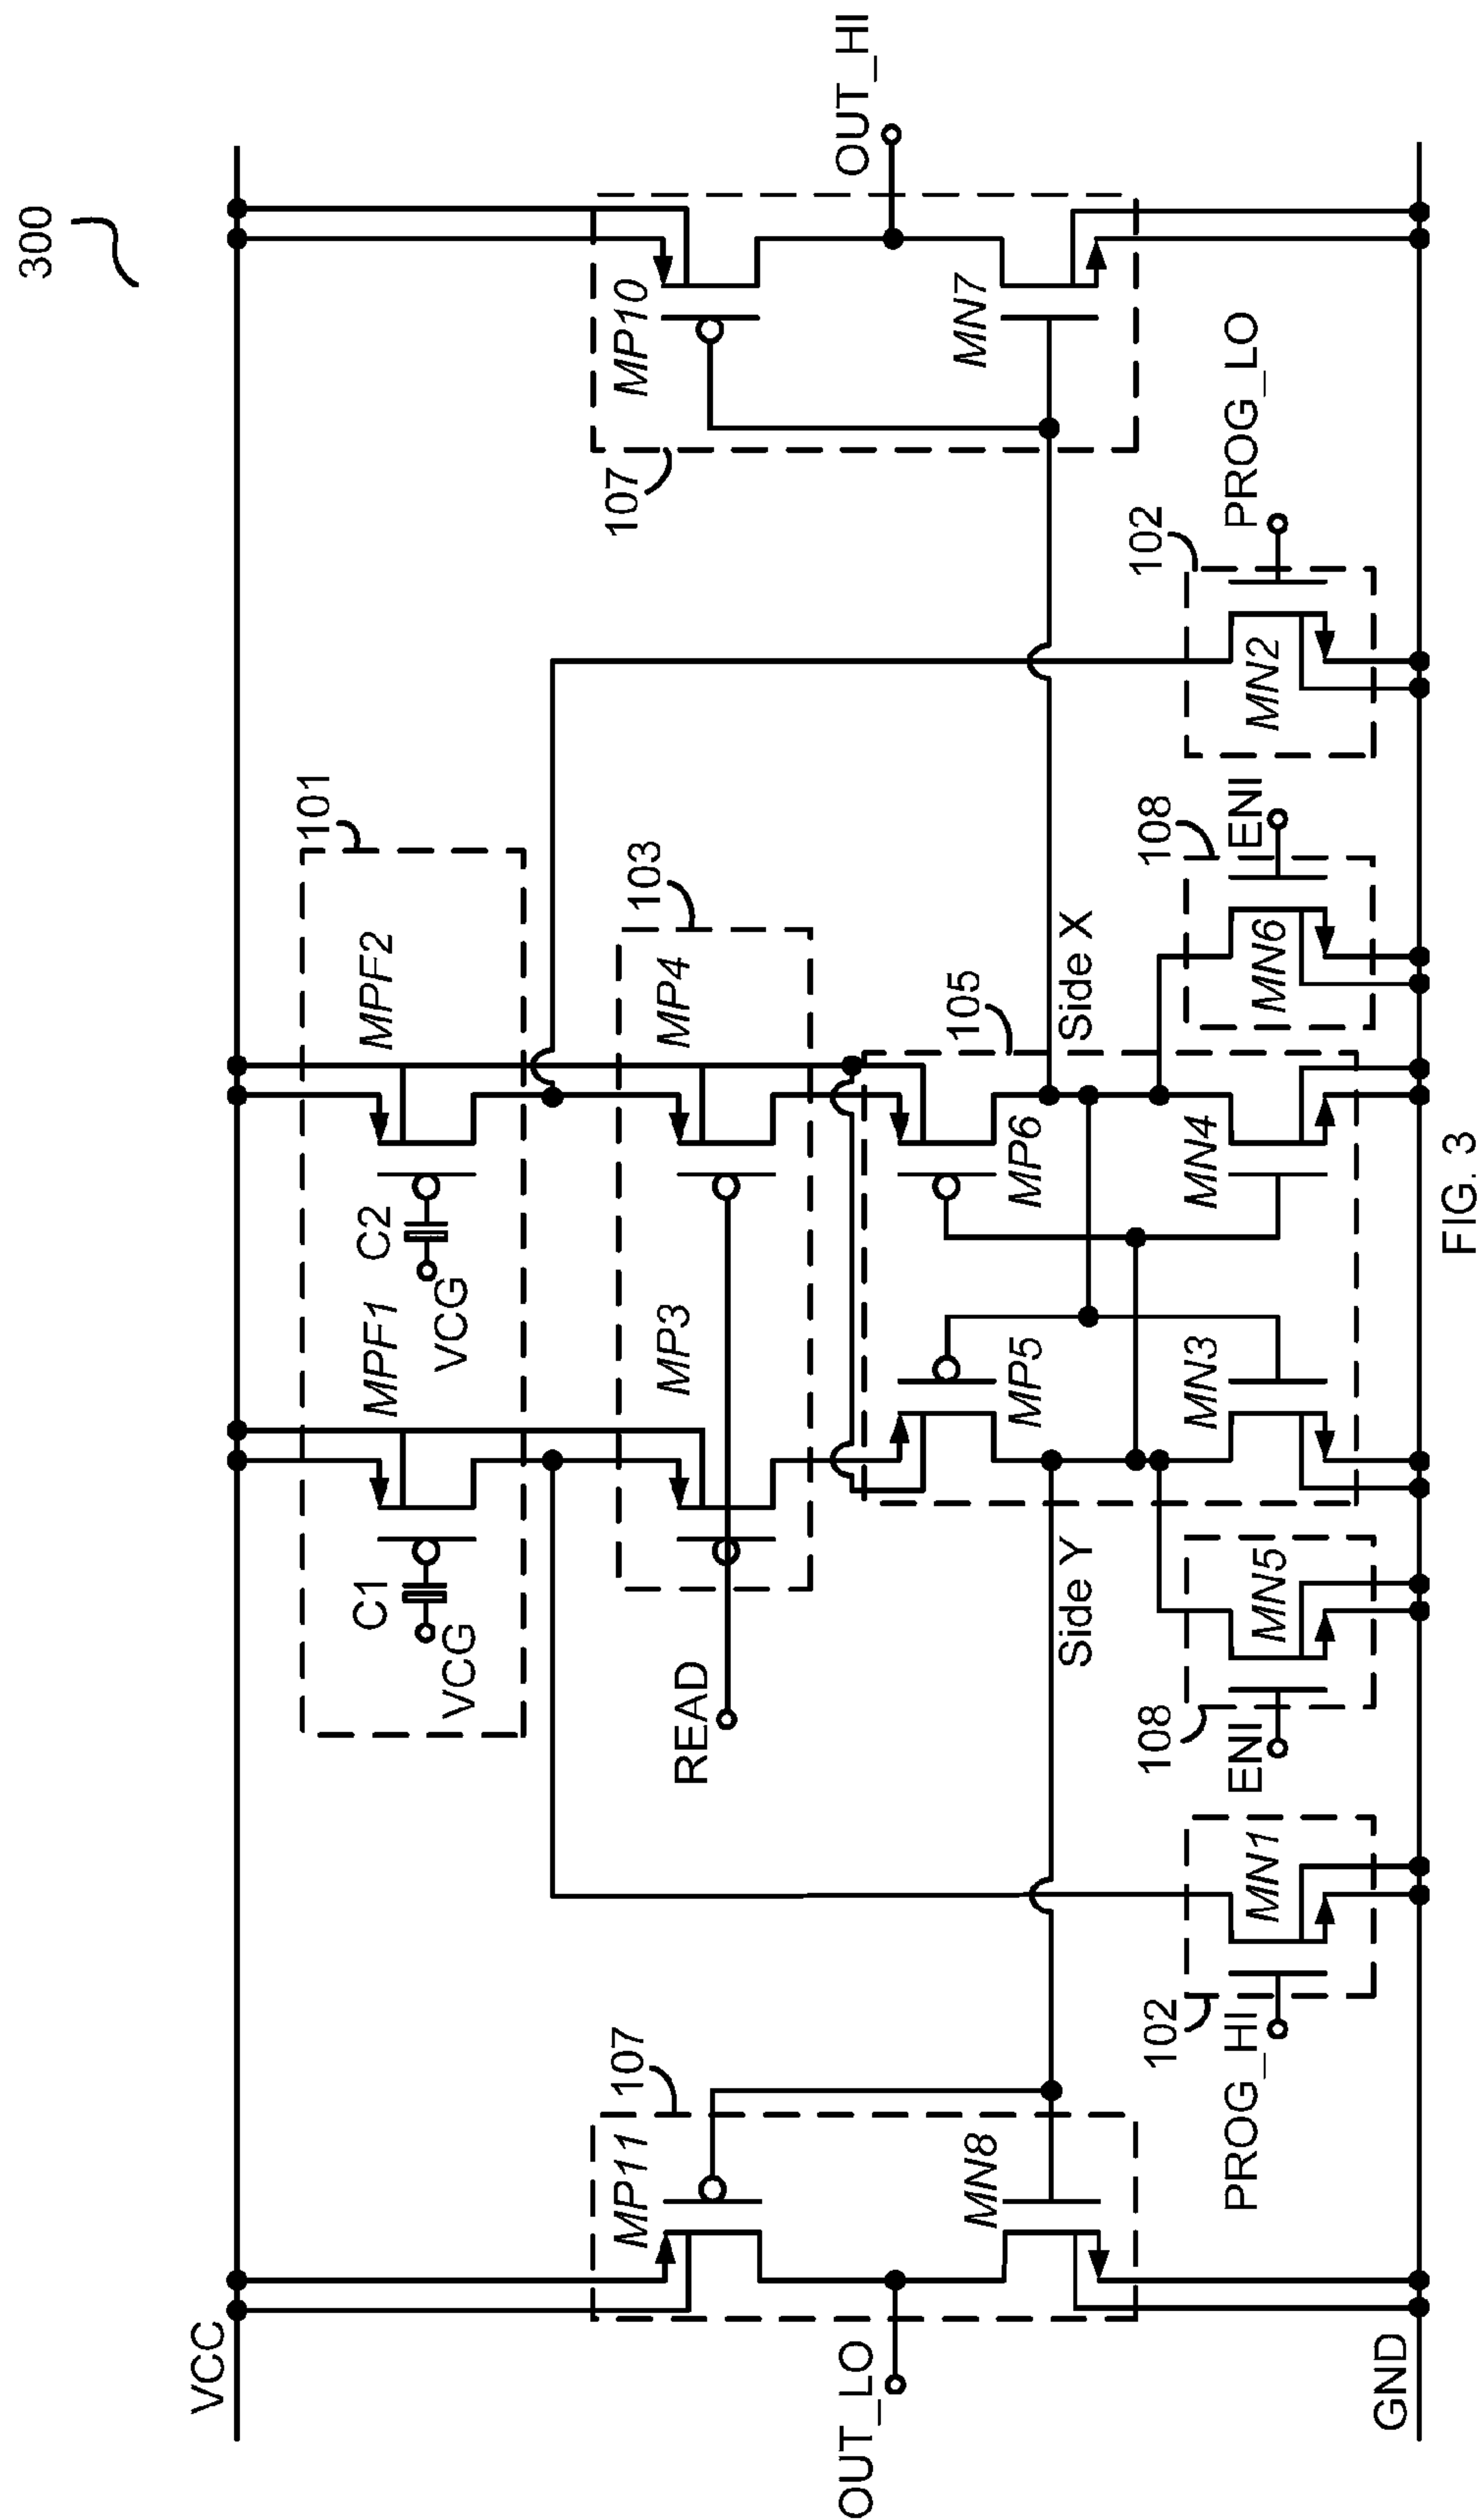 300
VCC
101
MPF1
MPF2
C1
C2
VCG
VCG
107
MP11
READ
MP3
MP4
103
107
MP10
OUT_LO
OUT_HI
MN8
Side Y
MP5
MP6
105
Side X
MN7
102
PROG_HI
MN1
108
ENI
MN5
MN3
MN4
108
MN6
ENI
102
MN2
PROG_LO
GND
FIG. 3